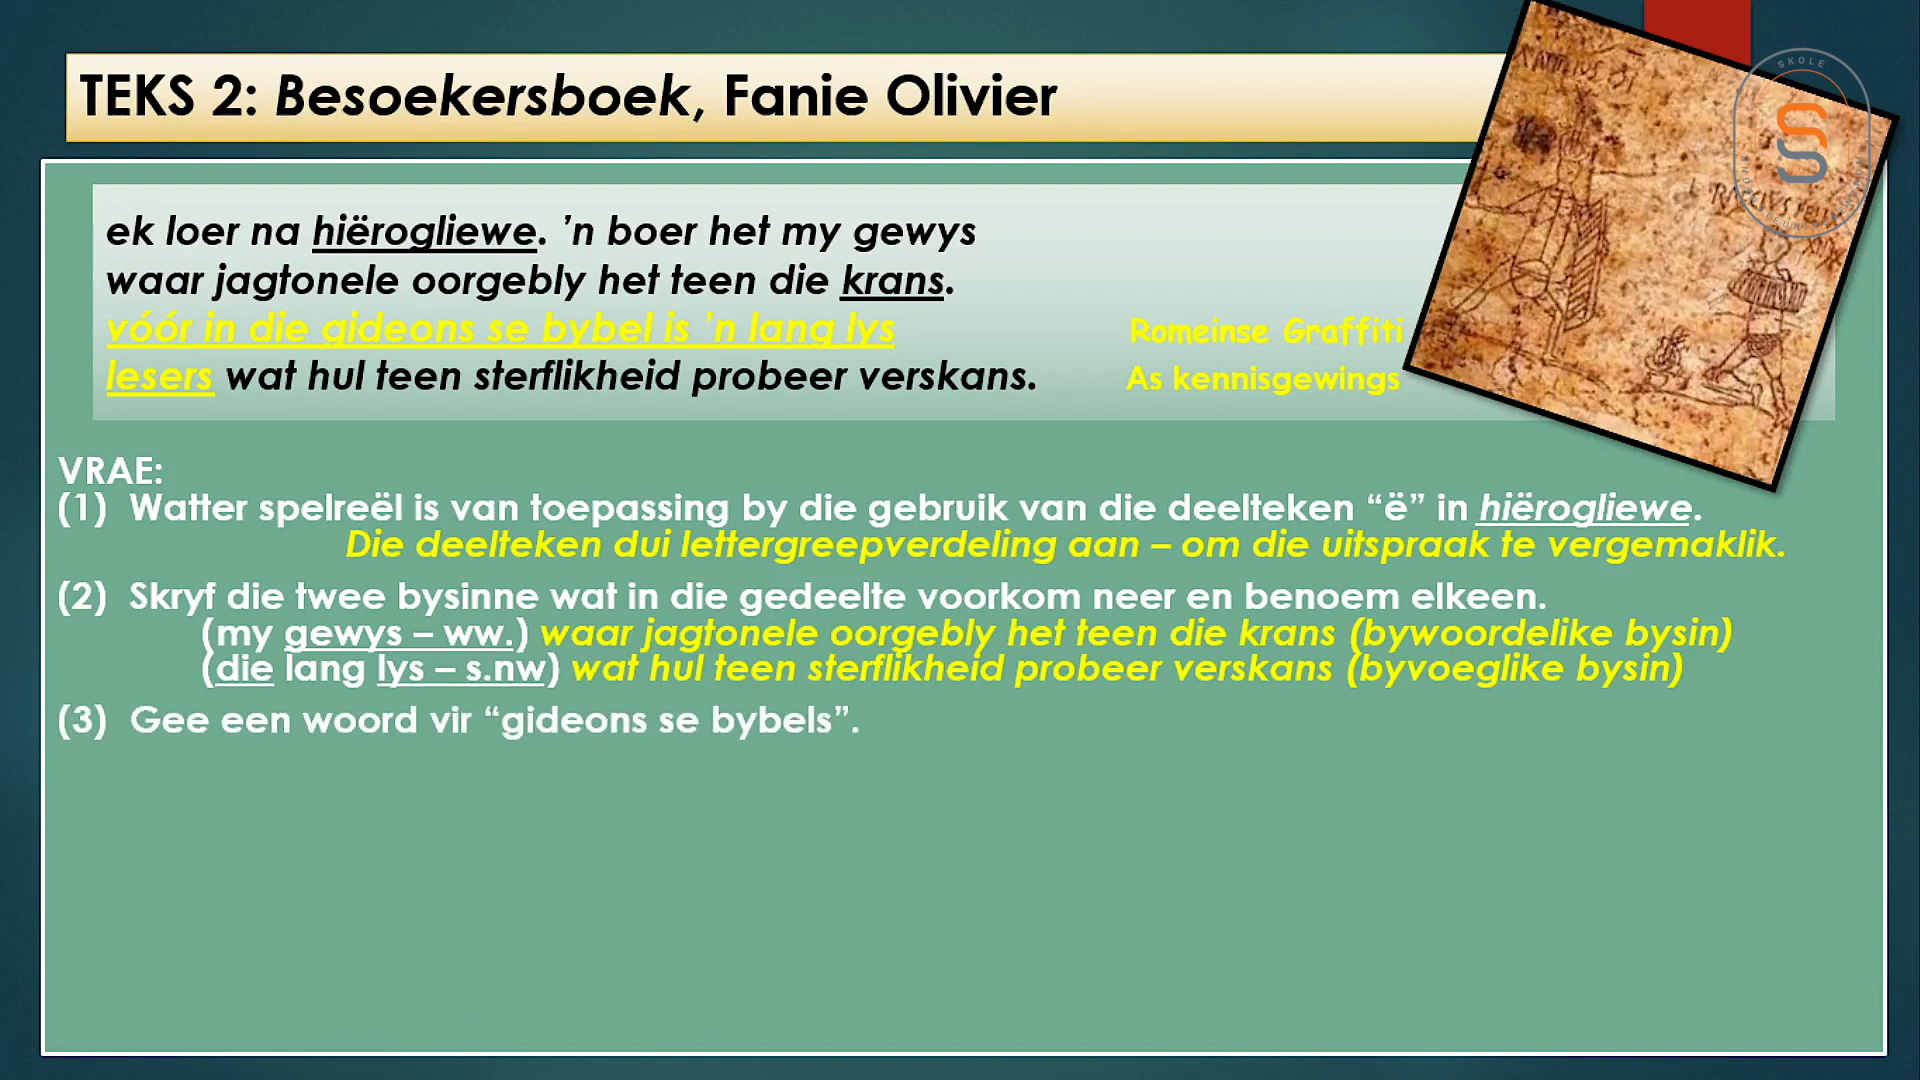 TEKS 2: Besoekersboek, Fanie Olivier
ek loer na hiërogliewe. ’n boer het my gewys
waar jagtonele oorgebly het teen die krans.
vóór in die gideons se bybel is ’n lang lys
Romeinse Graffiti
lesers wat hul teen sterflikheid probeer verskans.
As kennisgewings
SKOLE
VRAE:
(1) Watter spelreël is van toepassing by die gebruik van die deelteken “ë” in hiërogliewe.
Die deelteken dui lettergreepverdeling aan – om die uitspraak te vergemaklik.
(2) Skryf die twee bysinne wat in die gedeelte voorkom neer en benoem elkeen.
(my gewys – ww.) waar jagtonele oorgebly het teen die krans (bywoordelike bysin)
(die lang lys – s.nw) wat hul teen sterflikheid probeer verskans (byvoeglike bysin)
(3) Gee een woord vir “gideons se bybels”.